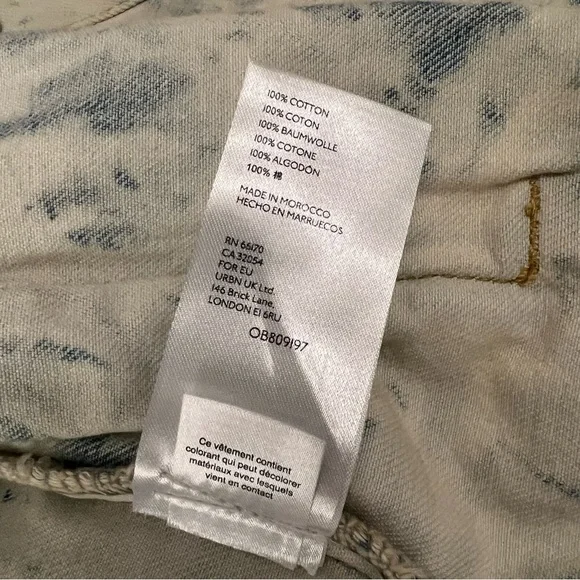 100% COTTON
100% COTON
100% BAUMWOLLE
100% COTONE
100% ALGODÓN
100% 棉
MADE IN MOROCCO
HECHO EN MARRUECOS
RN 66170
CA 32054
FOR EU
URBN UK Ltd.
146 Brick Lane,
LONDON E1 6RU
OB809197
Ce vêtement contient
colorant qui peut décolorer
matériaux avec lesquels
vient en contact